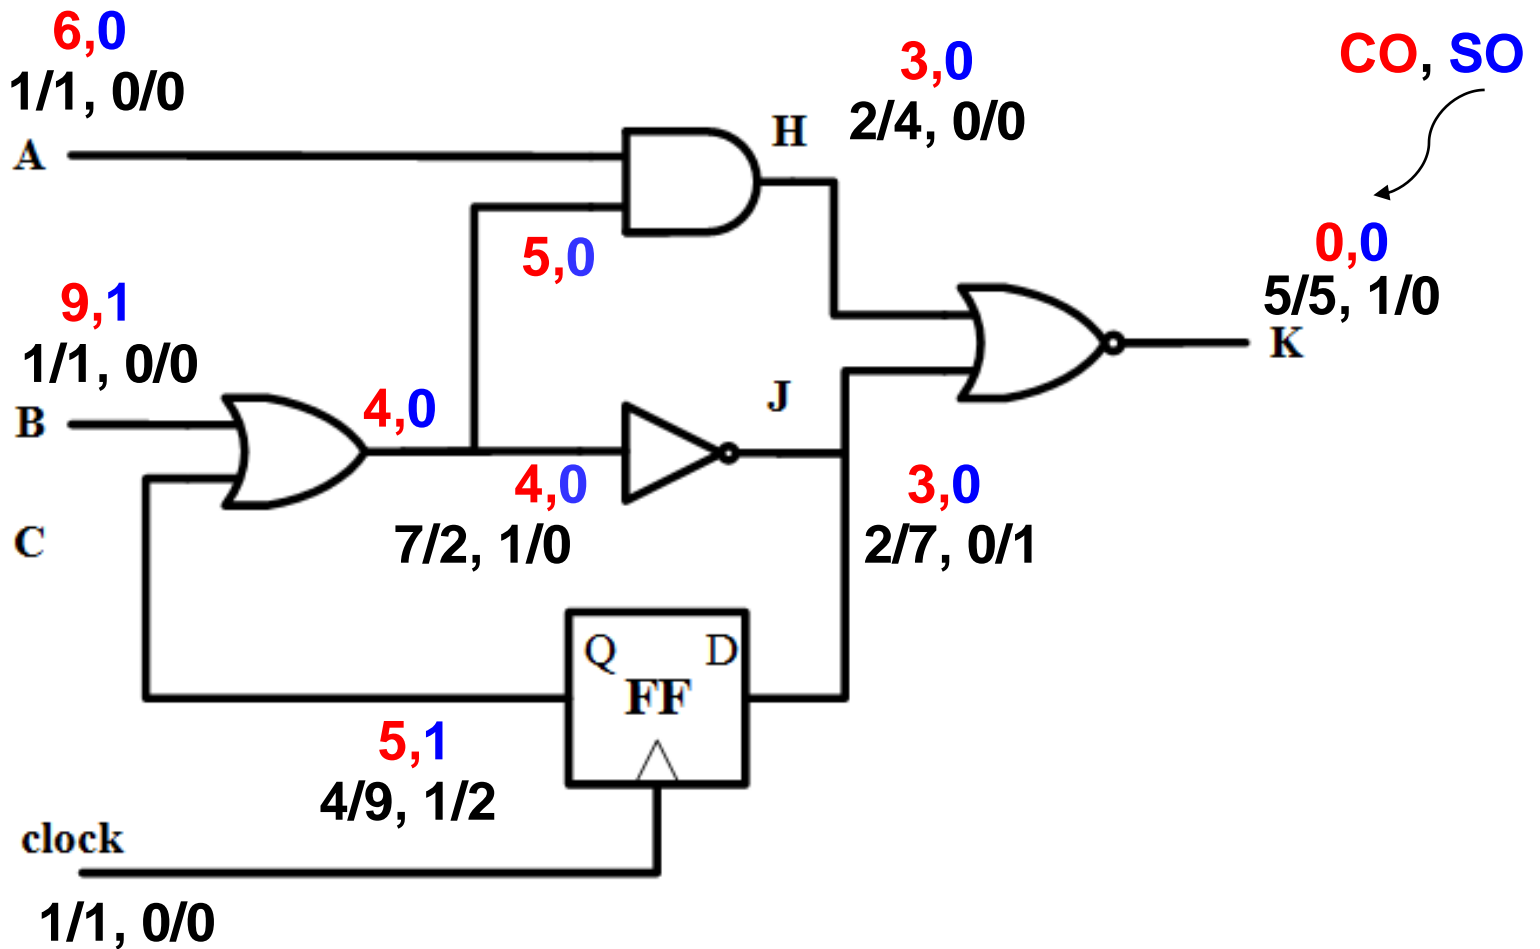 6,0
1/1, 0/0
A
3,0
2/4, 0/0
H
CO, SO
5,0
0,0
5/5, 1/0
K
9,1
1/1, 0/0
B
4,0
J
4,0
7/2, 1/0
3,0
2/7, 0/1
C
Q D
FF
5,1
4/9, 1/2
clock
1/1, 0/0